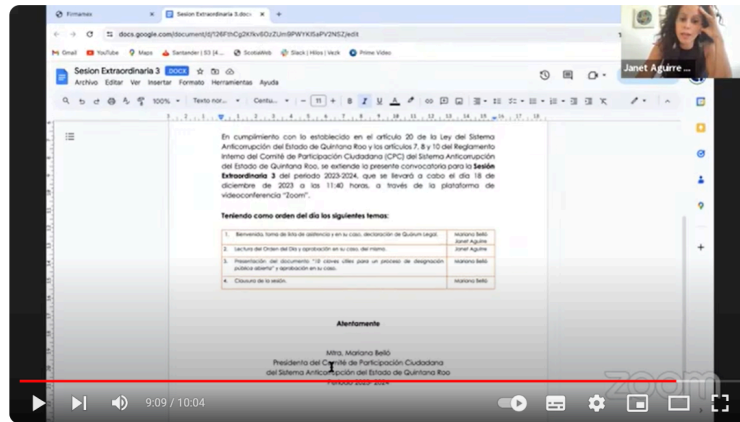 Firmamex
Sesion Extraordinaria 3.docx
docs.google.com/document/d/
Gmail YouTube Maps Santander | S3 |4... ScotiaWeb Slack | Hilos | Vezik Prime Video
Janet Aguirre ...
Sesion Extraordinaria 3 DOCX
Archivo Editar Ver Insertar Formato Herramientas Ayuda
100% Texto nor... Centu... 11 B I U A
En cumplimiento con lo establecido en el artículo 20 de la Ley del Sistema
Anticorrupción del Estado de Quintana Roo y los artículos 7, 8 y 10 del Reglamento
Interno del Comité de Participación Ciudadana (CPC) del Sistema Anticorrupción
del Estado de Quintana Roo, se extiende la presente convocatoria para la Sesión
Extraordinaria 3 del periodo 2023-2024, que se llevará a cabo el día 18 de
diciembre de 2023 a las 11:40 horas, a través de la plataforma de
videoconferencia "Zoom".
Teniendo como orden del día los siguientes temas:
1. Bienvenida, toma de lista de asistencia y en su caso, declaración de Quórum Legal. Mariana Belló
Janet Aguirre
2. Lectura del Orden del Día y aprobación en su caso, del mismo. Janet Aguirre
3. Presentación del documento "10 claves útiles para un proceso de designación Mariana Belló
pública abierta" y aprobación en su caso.
4. Clausura de la sesión. Mariana Belló
Atentamente
Mtra. Mariana Belló
Presidenta del Comité de Participación Ciudadana
del Sistema Anticorrupción del Estado de Quintana Roo
Periodo 2023- 2024
zoom
9:09 / 10:04